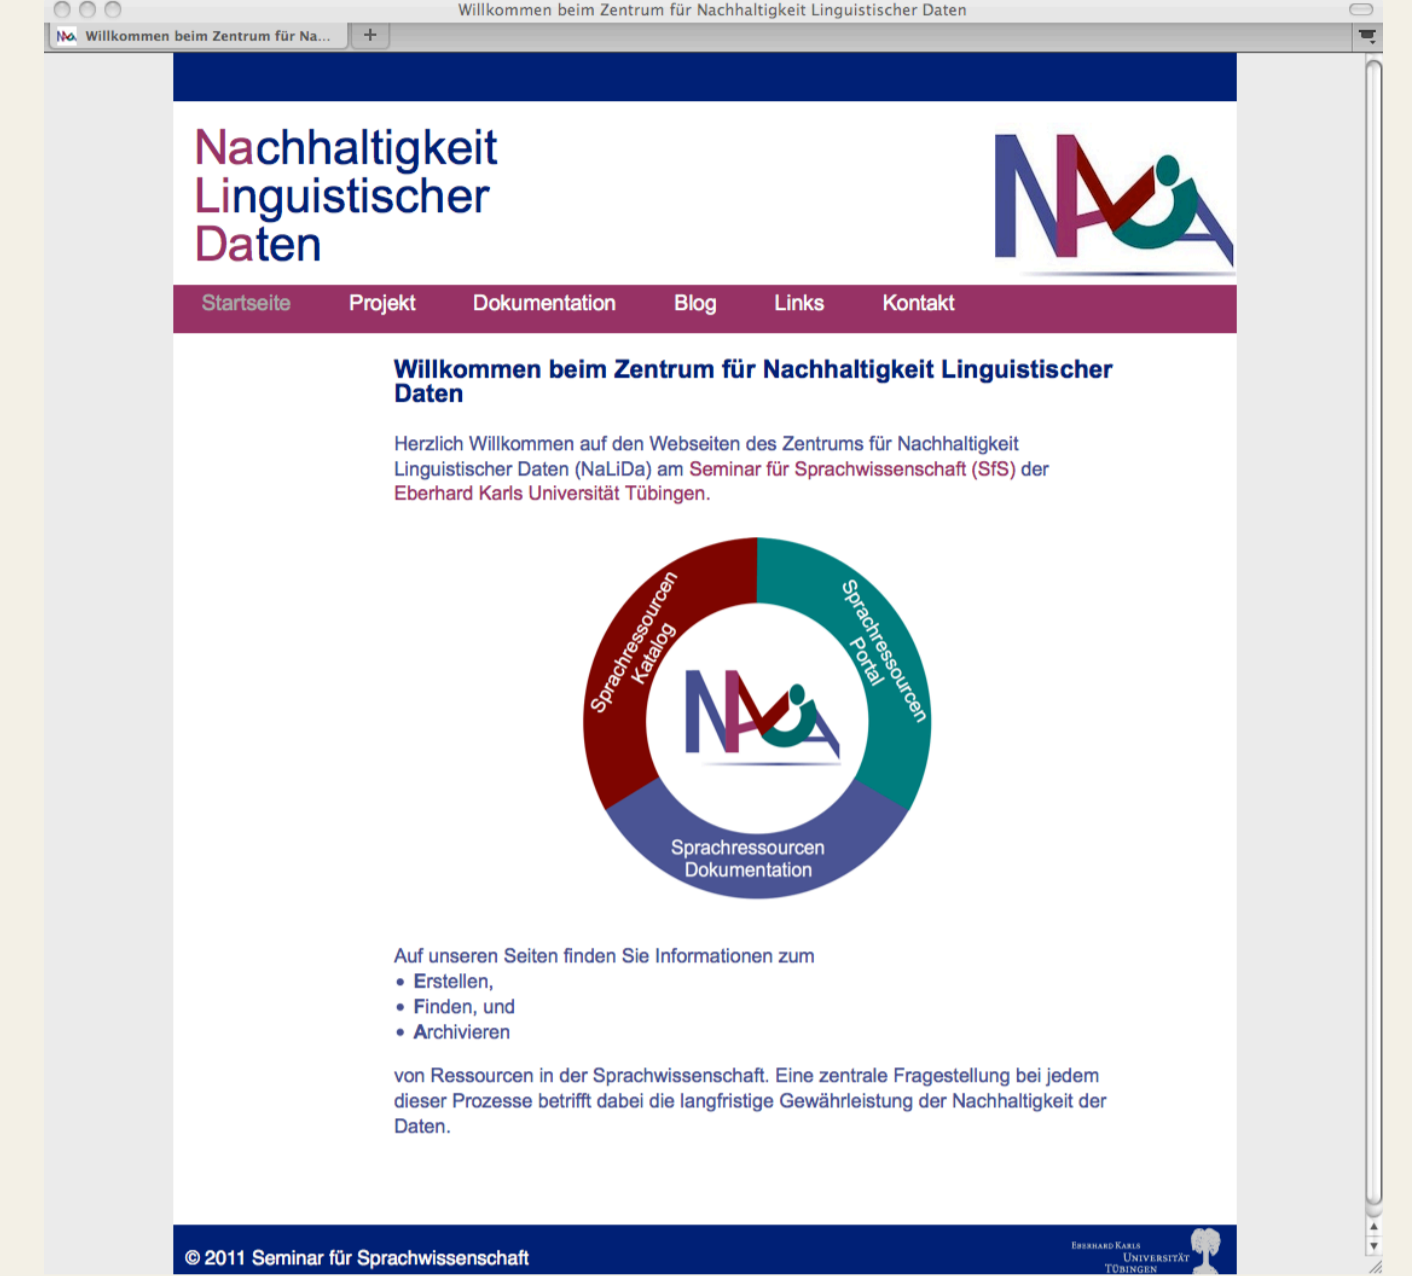 Willkommen beim Zentrum für Nachhaltigkeit Linguistischer Daten
Willkommen beim Zentrum für Na...
Nachhaltigkeit
Linguistischer
Daten
NALiDA
Startseite Projekt Dokumentation Blog Links Kontakt
Willkommen beim Zentrum für Nachhaltigkeit Linguistischer
Daten
Herzlich Willkommen auf den Webseiten des Zentrums für Nachhaltigkeit
Linguistischer Daten (NaLiDa) am Seminar für Sprachwissenschaft (SfS) der
Eberhard Karls Universität Tübingen.
Sprachressourcen
Katalog
Sprachressourcen
Portal
NALiDA
Sprachressourcen
Dokumentation
Auf unseren Seiten finden Sie Informationen zum
• Erstellen,
• Finden, und
• Archivieren
von Ressourcen in der Sprachwissenschaft. Eine zentrale Fragestellung bei jedem
dieser Prozesse betrifft dabei die langfristige Gewährleistung der Nachhaltigkeit der
Daten.
© 2011 Seminar für Sprachwissenschaft
Eberhard Karls
Universität
Tübingen